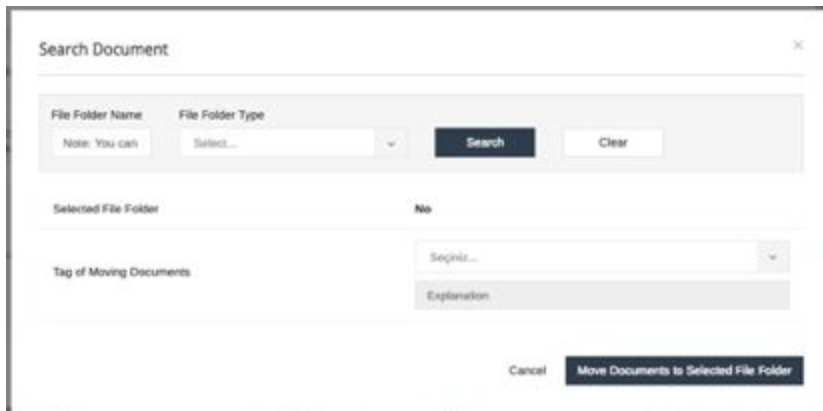 Search Document
×
File Folder Name File Folder Type
Note: You can Select... Search Clear
Selected File Folder No
Tag of Moving Documents
Seçiniz...
Explanation
Cancel Move Documents to Selected File Folder